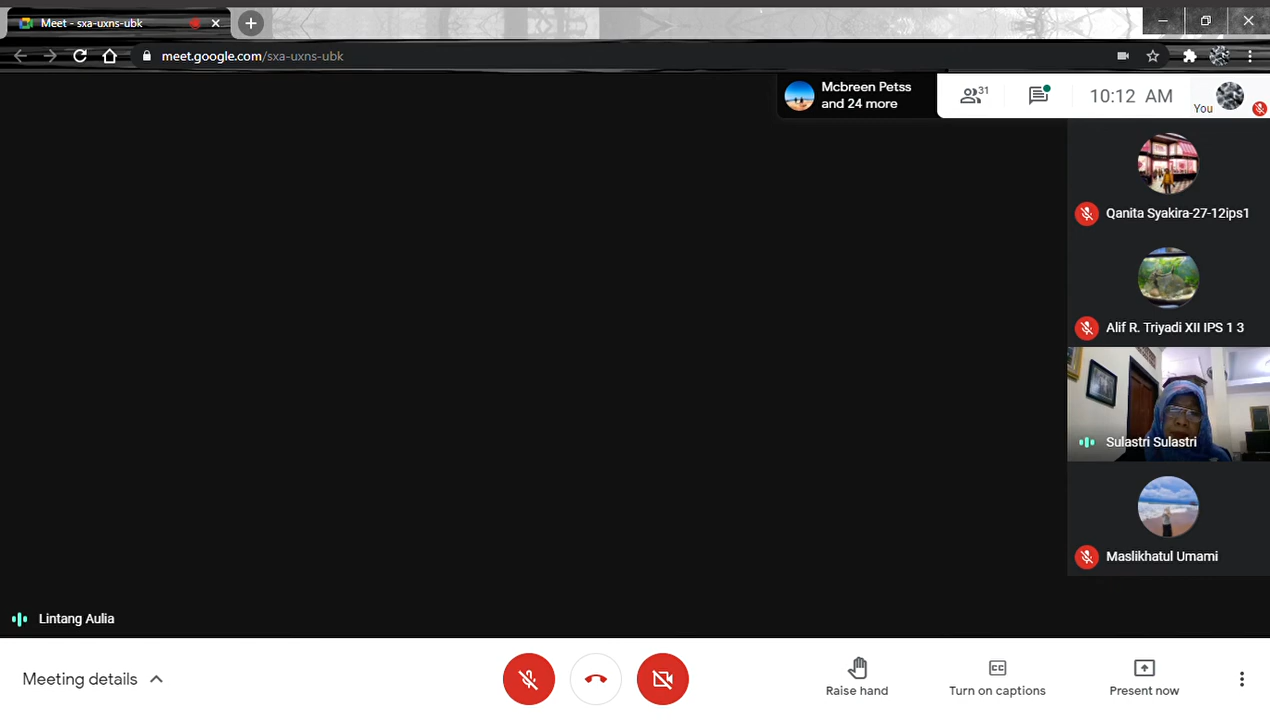 Meet - sxa-uxns-ubk
meet.google.com/sxa-uxns-ubk
Mcbreen Petss
and 24 more
31
10:12 AM
You
Qanita Syakira-27-12ips1
Alif R. Triyadi XII IPS 1 3
Sulastri Sulastri
Maslikhatul Umami
Lintang Aulia
Meeting details
Raise hand
CC
Turn on captions
Present now